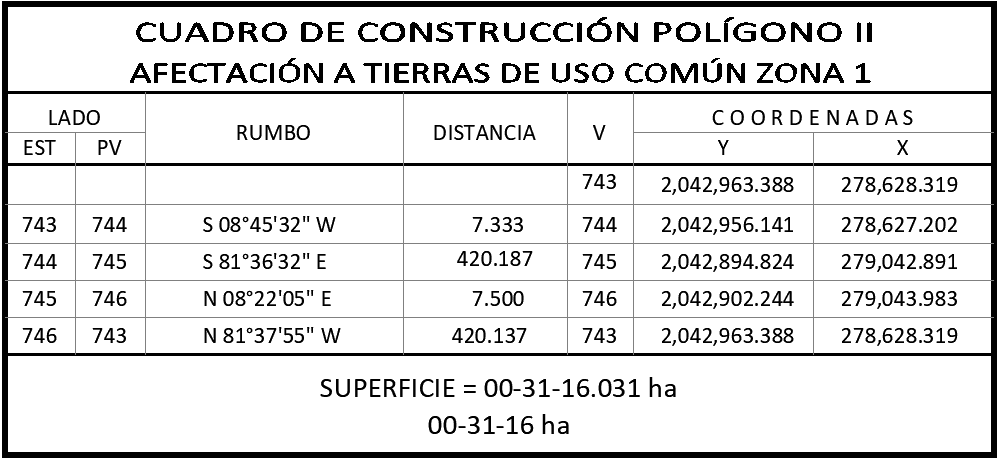 CUADRO DE CONSTRUCCIÓN POLÍGONO II
AFECTACIÓN A TIERRAS DE USO COMÚN ZONA 1
LADO RUMBO DISTANCIA V C O O R D E N A D A S
EST PV Y X
743 2,042,963.388 278,628.319
743 744 S 08°45'32" W 7.333 744 2,042,956.141 278,627.202
744 745 S 81°36'32" E 420.187 745 2,042,894.824 279,042.891
745 746 N 08°22'05" E 7.500 746 2,042,902.244 279,043.983
746 743 N 81°37'55" W 420.137 743 2,042,963.388 278,628.319
SUPERFICIE = 00-31-16.031 ha
00-31-16 ha